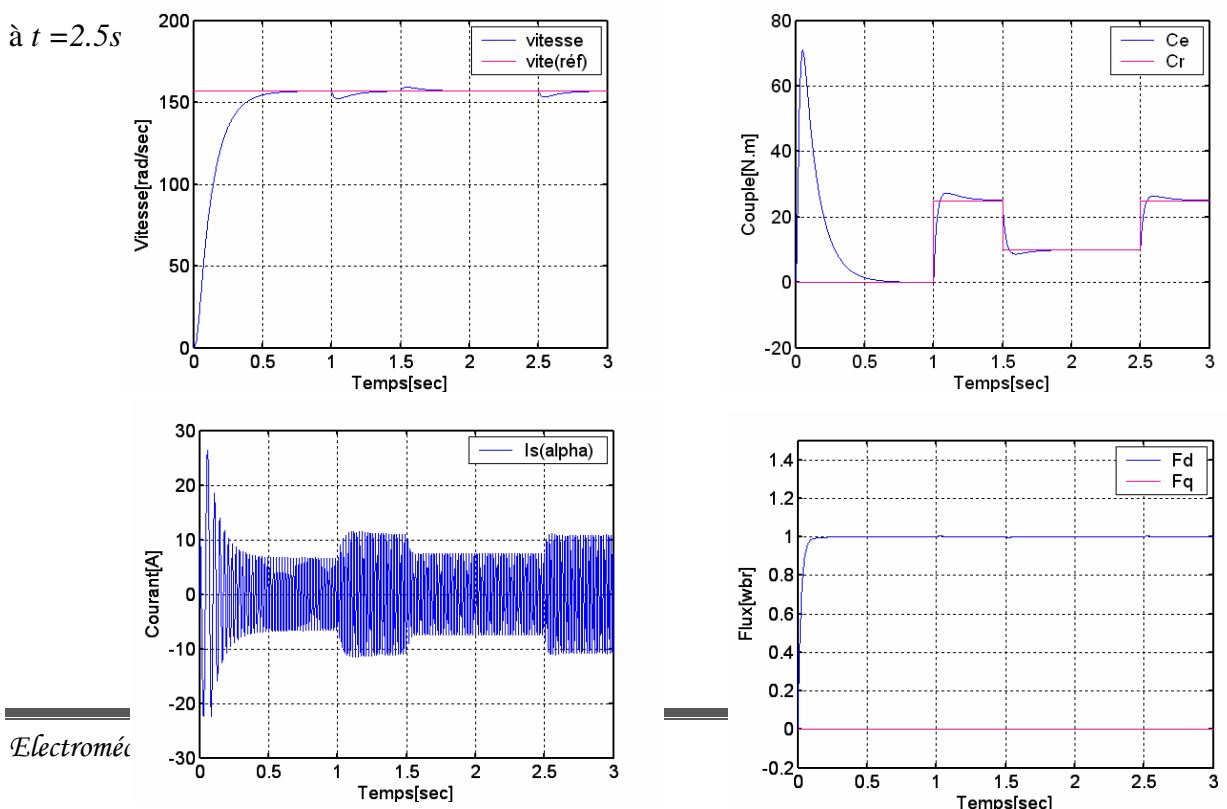 à t =2.5s
200
150
100
50
0
0 0.5 1 1.5 2 2.5 3
Vitesse[rad/sec]
Temps[sec]
vitesse
vite(réf)
80
60
40
20
0
-20
0 0.5 1 1.5 2 2.5 3
Couple[N.m]
Temps[sec]
Ce
Cr
30
20
10
0
-10
-20
-30
0 0.5 1 1.5 2 2.5 3
Courant[A]
Temps[sec]
Is(alpha)
1.4
1.2
1
0.8
0.6
0.4
0.2
0
-0.2
0 0.5 1 1.5 2 2.5 3
Flux[wbr]
Temps[sec]
Fd
Fq
Electroméc